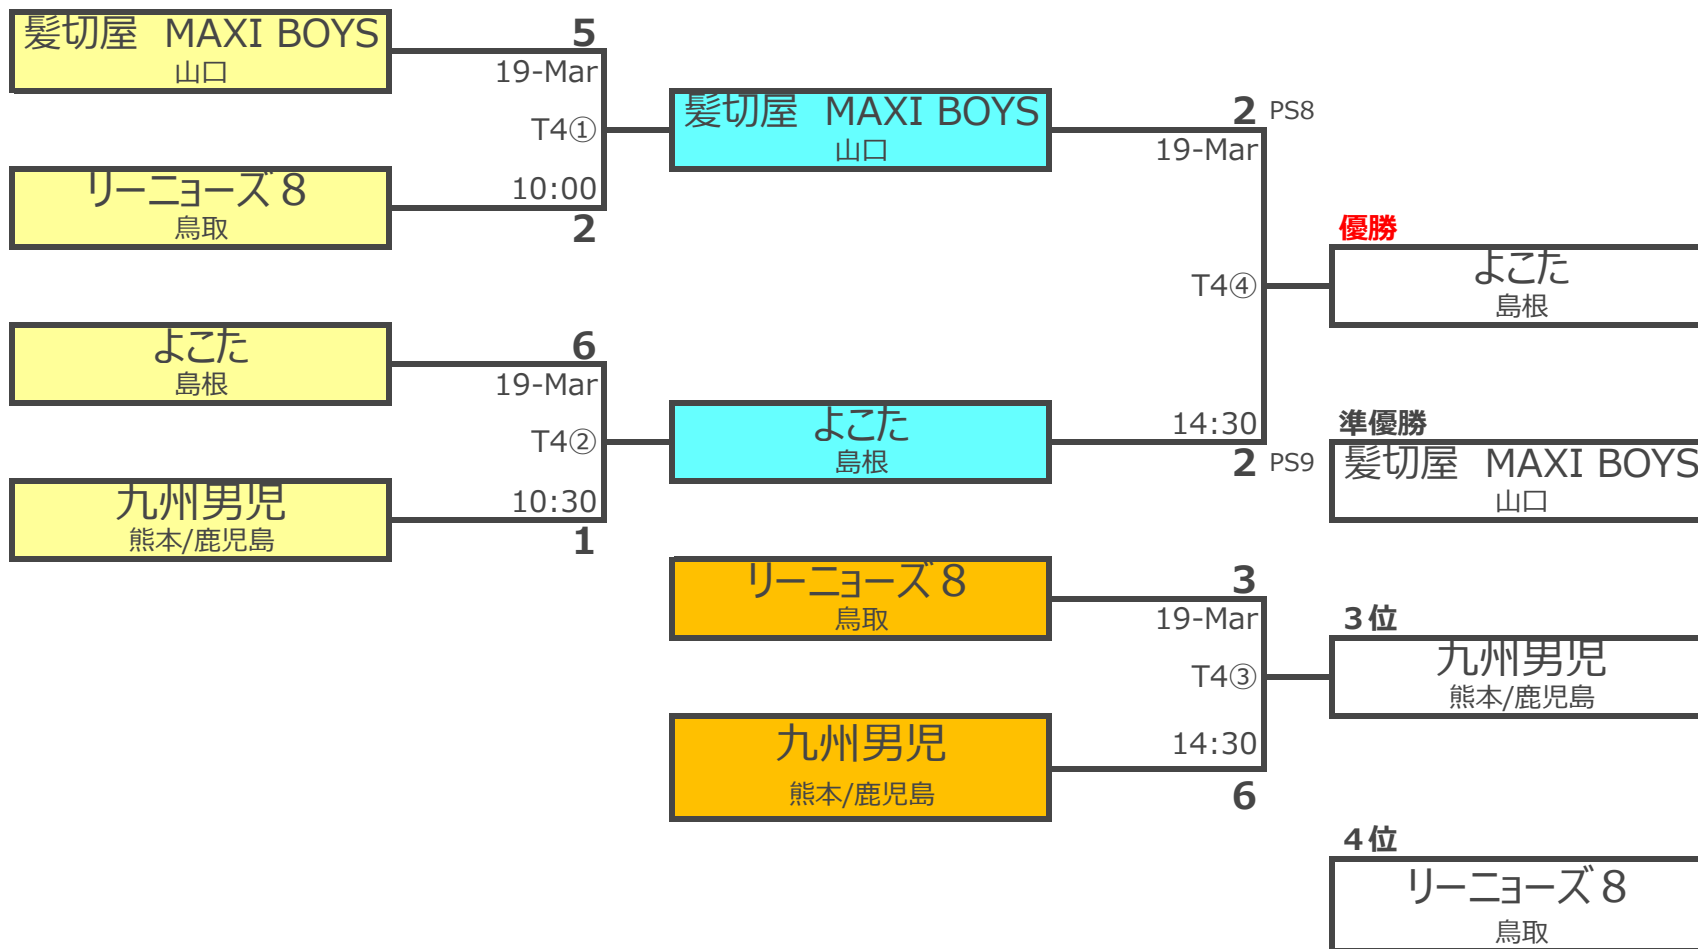 髪切屋　MAXI BOYS
山口
5
19-Mar
T4①
10:00
2
リーニョーズ８
鳥取
よこた
島根
6
19-Mar
T4②
10:30
1
九州男児
熊本/鹿児島
髪切屋　MAXI BOYS
山口
2 PS8
19-Mar
T4④
14:30
2 PS9
よこた
島根
リーニョーズ８
鳥取
3
19-Mar
T4③
14:30
6
九州男児
熊本/鹿児島
優勝
よこた
島根
準優勝
髪切屋　MAXI BOYS
山口
３位
九州男児
熊本/鹿児島
４位
リーニョーズ８
鳥取